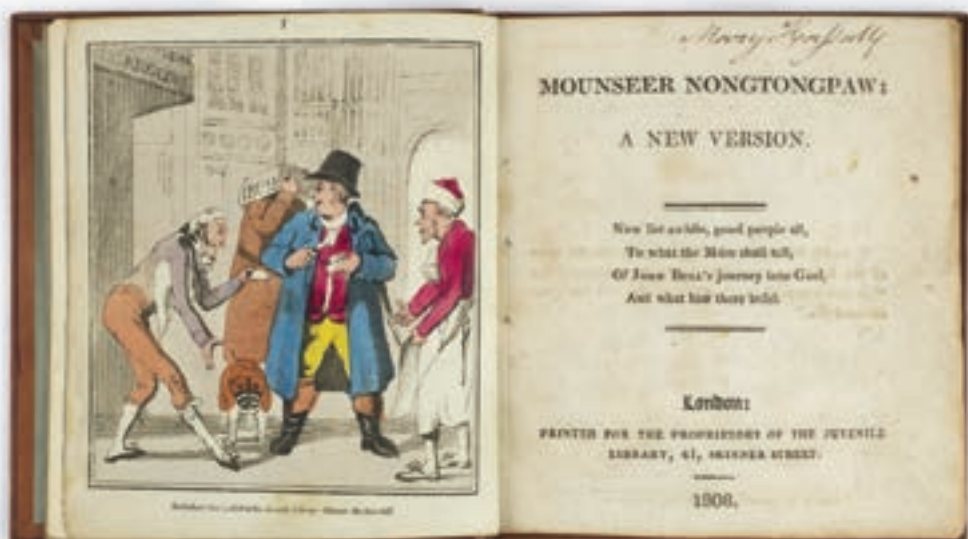 1
MOUNSEER NONGTONGPAW:
A NEW VERSION.
Now list awhile, good people all,
To what the Muse shall tell,
Of JOHN BULL's journey into Gaul,
And what him there befel.
London:
PRINTED FOR THE PROPRIETORS OF THE JUVENILE
LIBRARY, 41, SKINNER STREET.
1808.